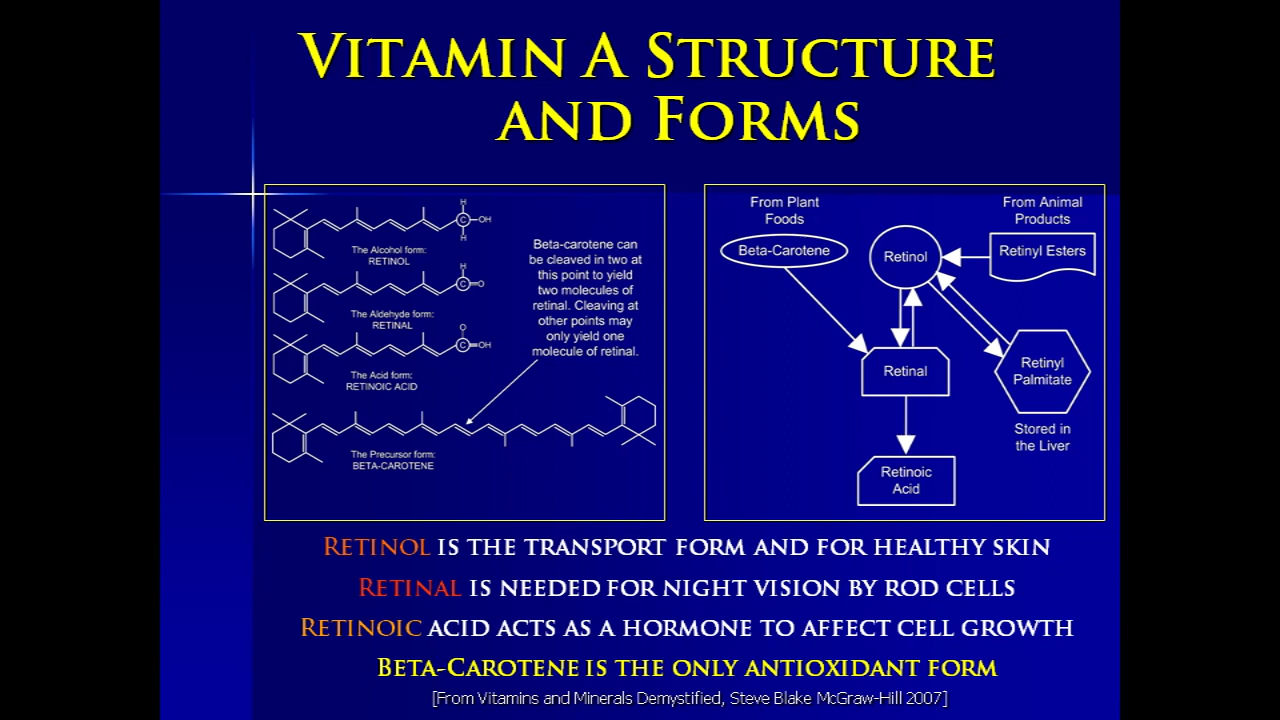 VITAMIN A STRUCTURE
AND FORMS
H
C
OH
H
The Alcohol form:
RETINOL
H
C
O
The Aldehyde form:
RETINAL
O
C
OH
The Acid form:
RETINOIC ACID
Beta-carotene can
be cleaved in two at
this point to yield
two molecules of
retinal. Cleaving at
other points may
only yield one
molecule of retinal.
The Precursor form:
BETA-CAROTENE
From Plant
Foods
Beta-Carotene
Retinol
From Animal
Products
Retinyl Esters
Retinal
Retinyl
Palmitate
Stored in
the Liver
Retinoic
Acid
RETINOL IS THE TRANSPORT FORM AND FOR HEALTHY SKIN
RETINAL IS NEEDED FOR NIGHT VISION BY ROD CELLS
RETINOIC ACID ACTS AS A HORMONE TO AFFECT CELL GROWTH
BETA-CAROTENE IS THE ONLY ANTIOXIDANT FORM
[From Vitamins and Minerals Demystified, Steve Blake McGraw-Hill 2007]